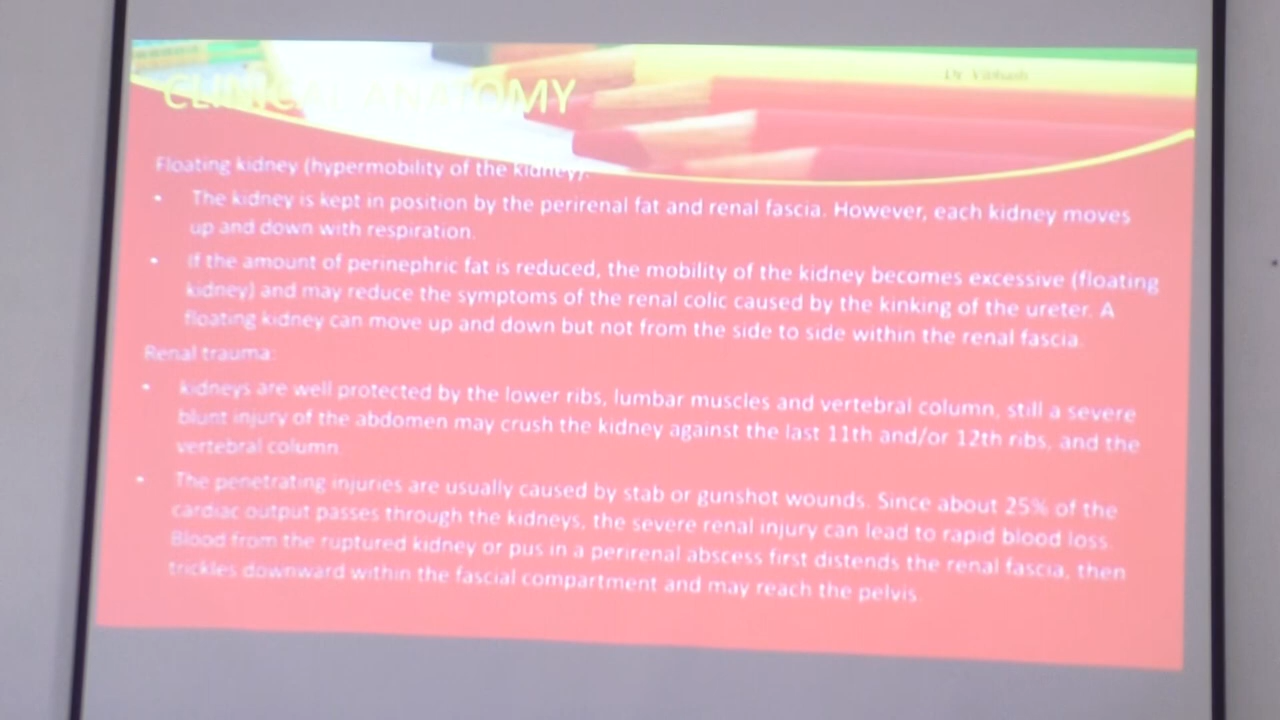 CLINICAL ANATOMY
Floating kidney (hypermobility of the kidney):
• The kidney is kept in position by the perirenal fat and renal fascia. However, each kidney moves
up and down with respiration.
• If the amount of perinephric fat is reduced, the mobility of the kidney becomes excessive (floating
kidney) and may reduce the symptoms of the renal colic caused by the kinking of the ureter. A
floating kidney can move up and down but not from the side to side within the renal fascia.
Renal trauma:
• kidneys are well protected by the lower ribs, lumbar muscles and vertebral column, still a severe
blunt injury of the abdomen may crush the kidney against the last 11th and/or 12th ribs, and the
vertebral column.
• The penetrating injuries are usually caused by stab or gunshot wounds. Since about 25% of the
cardiac output passes through the kidneys, the severe renal injury can lead to rapid blood loss.
Blood from the ruptured kidney or pus in a perirenal abscess first distends the renal fascia, then
trickles downward within the fascial compartment and may reach the pelvis.